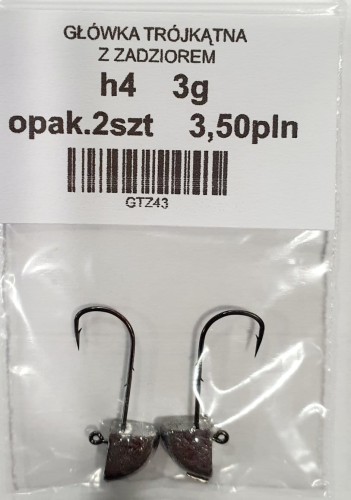 GŁÓWKA TRÓJKĄTNA
Z ZADZIOREM
h4 3g
opak.2szt 3,50pln
GTZ43